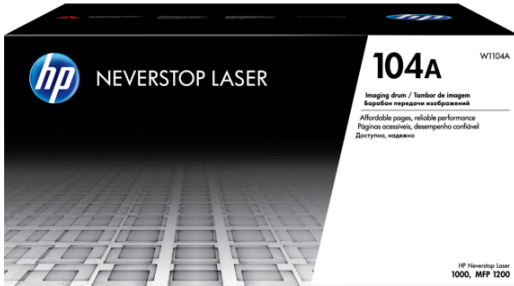 hp
NEVERSTOP LASER
104A
W1104A
Imaging drum / Tambor de imagem
Барабан передачи изображений
Affordable pages, reliable performance
Páginas acessíveis, desempenho confiável
Доступно, надежно
HP Neverstop Laser
1000, MFP 1200